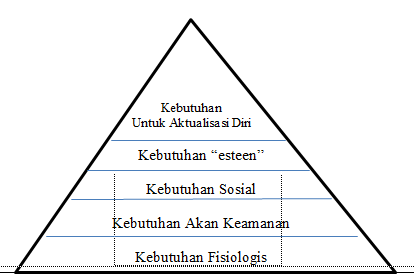 Kebutuhan
Untuk Aktualisasi Diri
Kebutuhan “esteen”
Kebutuhan Sosial
Kebutuhan Akan Keamanan
Kebutuhan Fisiologis